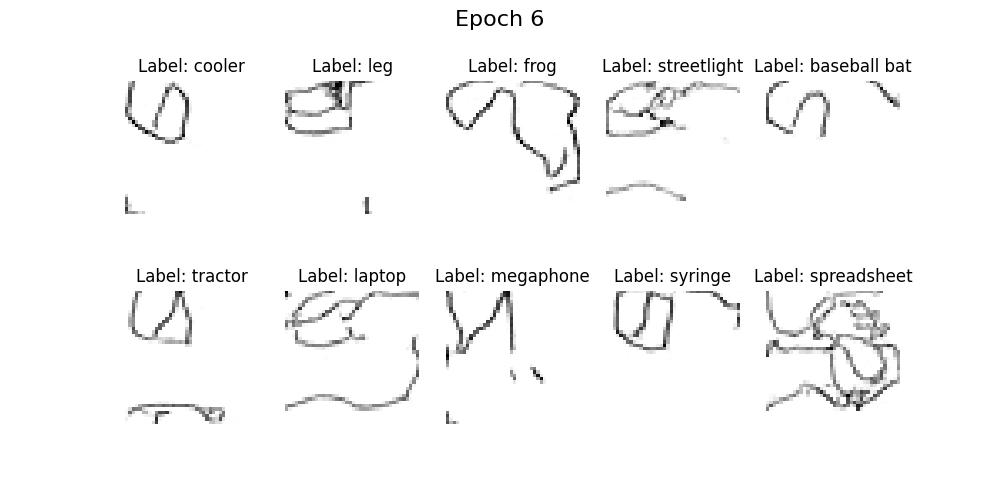 Epoch 6
Label: cooler
Label: leg
Label: frog
Label: streetlight
Label: baseball bat
Label: tractor
Label: laptop
Label: megaphone
Label: syringe
Label: spreadsheet